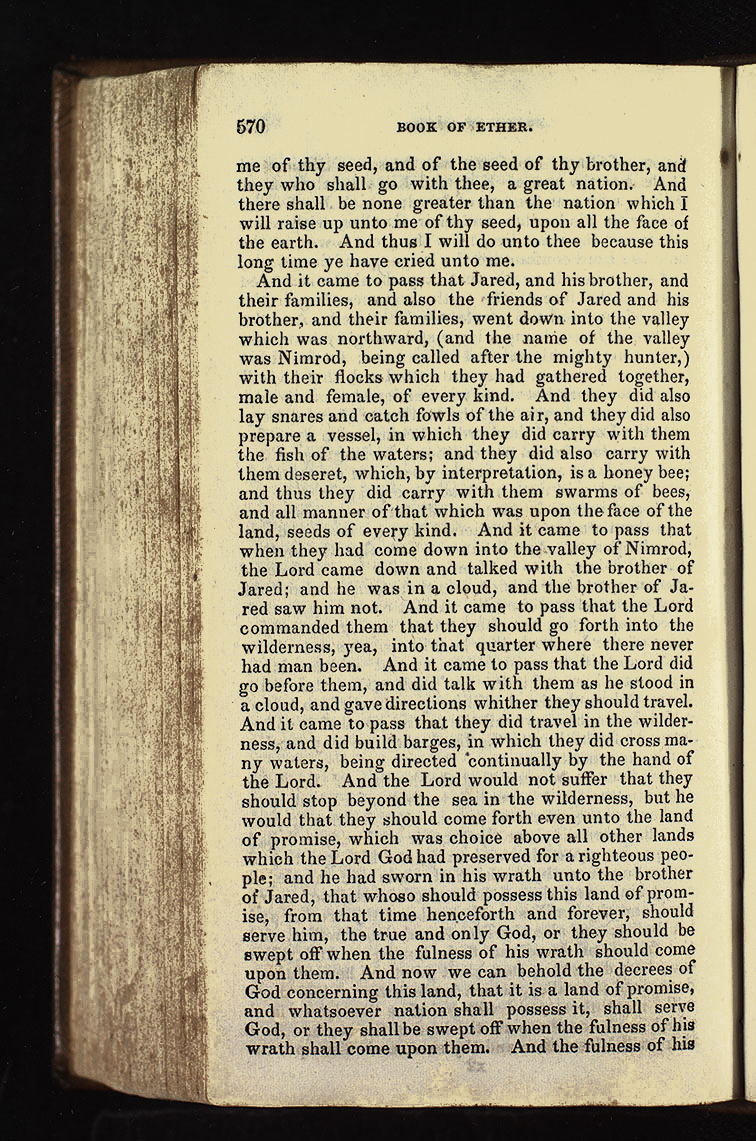 570 BOOK OF ETHER.
me of thy seed, and of the seed of thy brother, and
they who shall go with thee, a great nation. And
there shall be none greater than the nation which I
will raise up unto me of thy seed, upon all the face of
the earth. And thus I will do unto thee because this
long time ye have cried unto me.
And it came to pass that Jared, and his brother, and
their families, and also the friends of Jared and his
brother, and their families, went down into the valley
which was northward, (and the name of the valley
was Nimrod, being called after the mighty hunter,)
with their flocks which they had gathered together,
male and female, of every kind. And they did also
lay snares and catch fowls of the air, and they did also
prepare a vessel, in which they did carry with them
the fish of the waters; and they did also carry with
them deseret, which, by interpretation, is a honey bee;
and thus they did carry with them swarms of bees,
and all manner of that which was upon the face of the
land, seeds of every kind. And it came to pass that
when they had come down into the valley of Nimrod,
the Lord came down and talked with the brother of
Jared; and he was in a cloud, and the brother of Ja-
red saw him not. And it came to pass that the Lord
commanded them that they should go forth into the
wilderness, yea, into that quarter where there never
had man been. And it came to pass that the Lord did
go before them, and did talk with them as he stood in
a cloud, and gave directions whither they should travel.
And it came to pass that they did travel in the wilder-
ness, and did build barges, in which they did cross ma-
ny waters, being directed continually by the hand of
the Lord. And the Lord would not suffer that they
should stop beyond the sea in the wilderness, but he
would that they should come forth even unto the land
of promise, which was choice above all other lands
which the Lord God had preserved for a righteous peo-
ple; and he had sworn in his wrath unto the brother
of Jared, that whoso should possess this land of prom-
ise, from that time henceforth and forever, should
serve him, the true and only God, or they should be
swept off when the fulness of his wrath should come
upon them. And now we can behold the decrees of
God concerning this land, that it is a land of promise,
and whatsoever nation shall possess it, shall serve
God, or they shall be swept off when the fulness of his
wrath shall come upon them. And the fulness of his